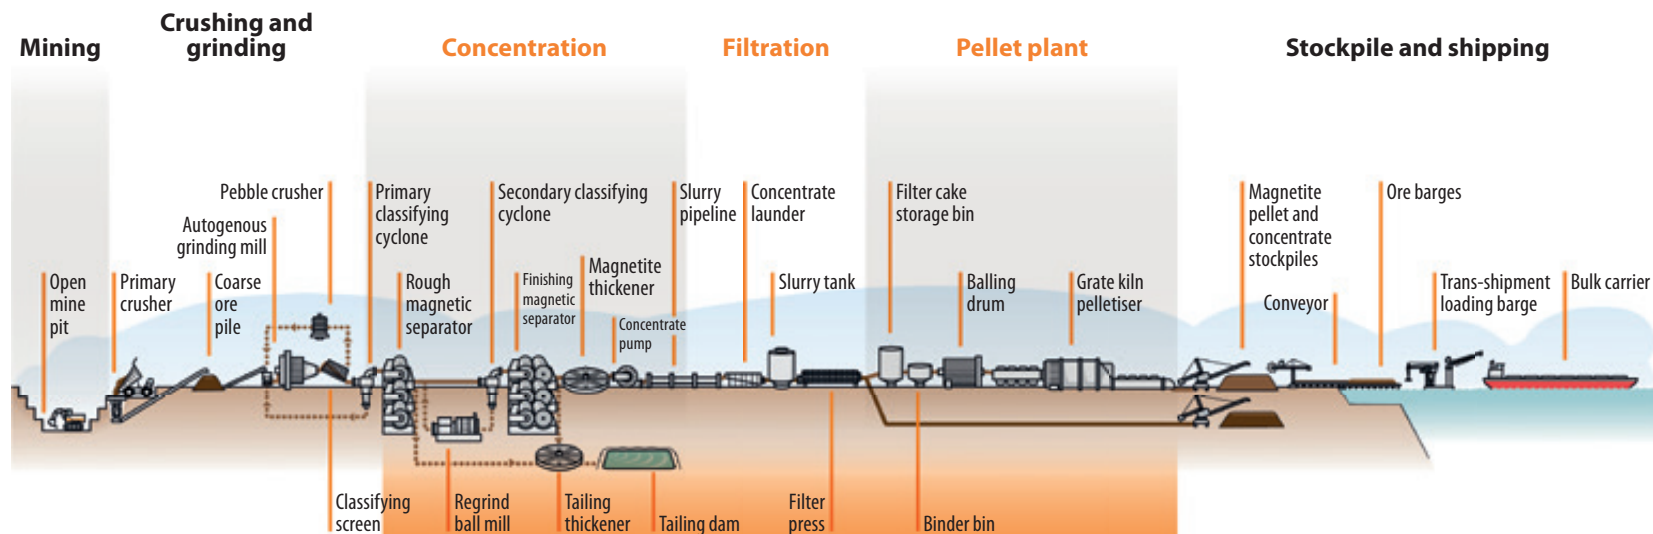 Mining
Crushing and
grinding
Concentration
Filtration
Pellet plant
Stockpile and shipping
Pebble crusher
Primary
classifying
cyclone
Secondary classifying
cyclone
Slurry
pipeline
Concentrate
launder
Filter cake
storage bin
Magnetite
pellet and
concentrate
stockpiles
Ore barges
Autogenous
grinding mill
Open
mine
pit
Primary
crusher
Coarse
ore
pile
Rough
magnetic
separator
Finishing
magnetic
separator
Magnetite
thickener
Concentrate
pump
Slurry tank
Balling
drum
Grate kiln
pelletiser
Conveyor
Trans-shipment
loading barge
Bulk carrier
Classifying
screen
Regrind
ball mill
Tailing
thickener
Tailing dam
Filter
press
Binder bin